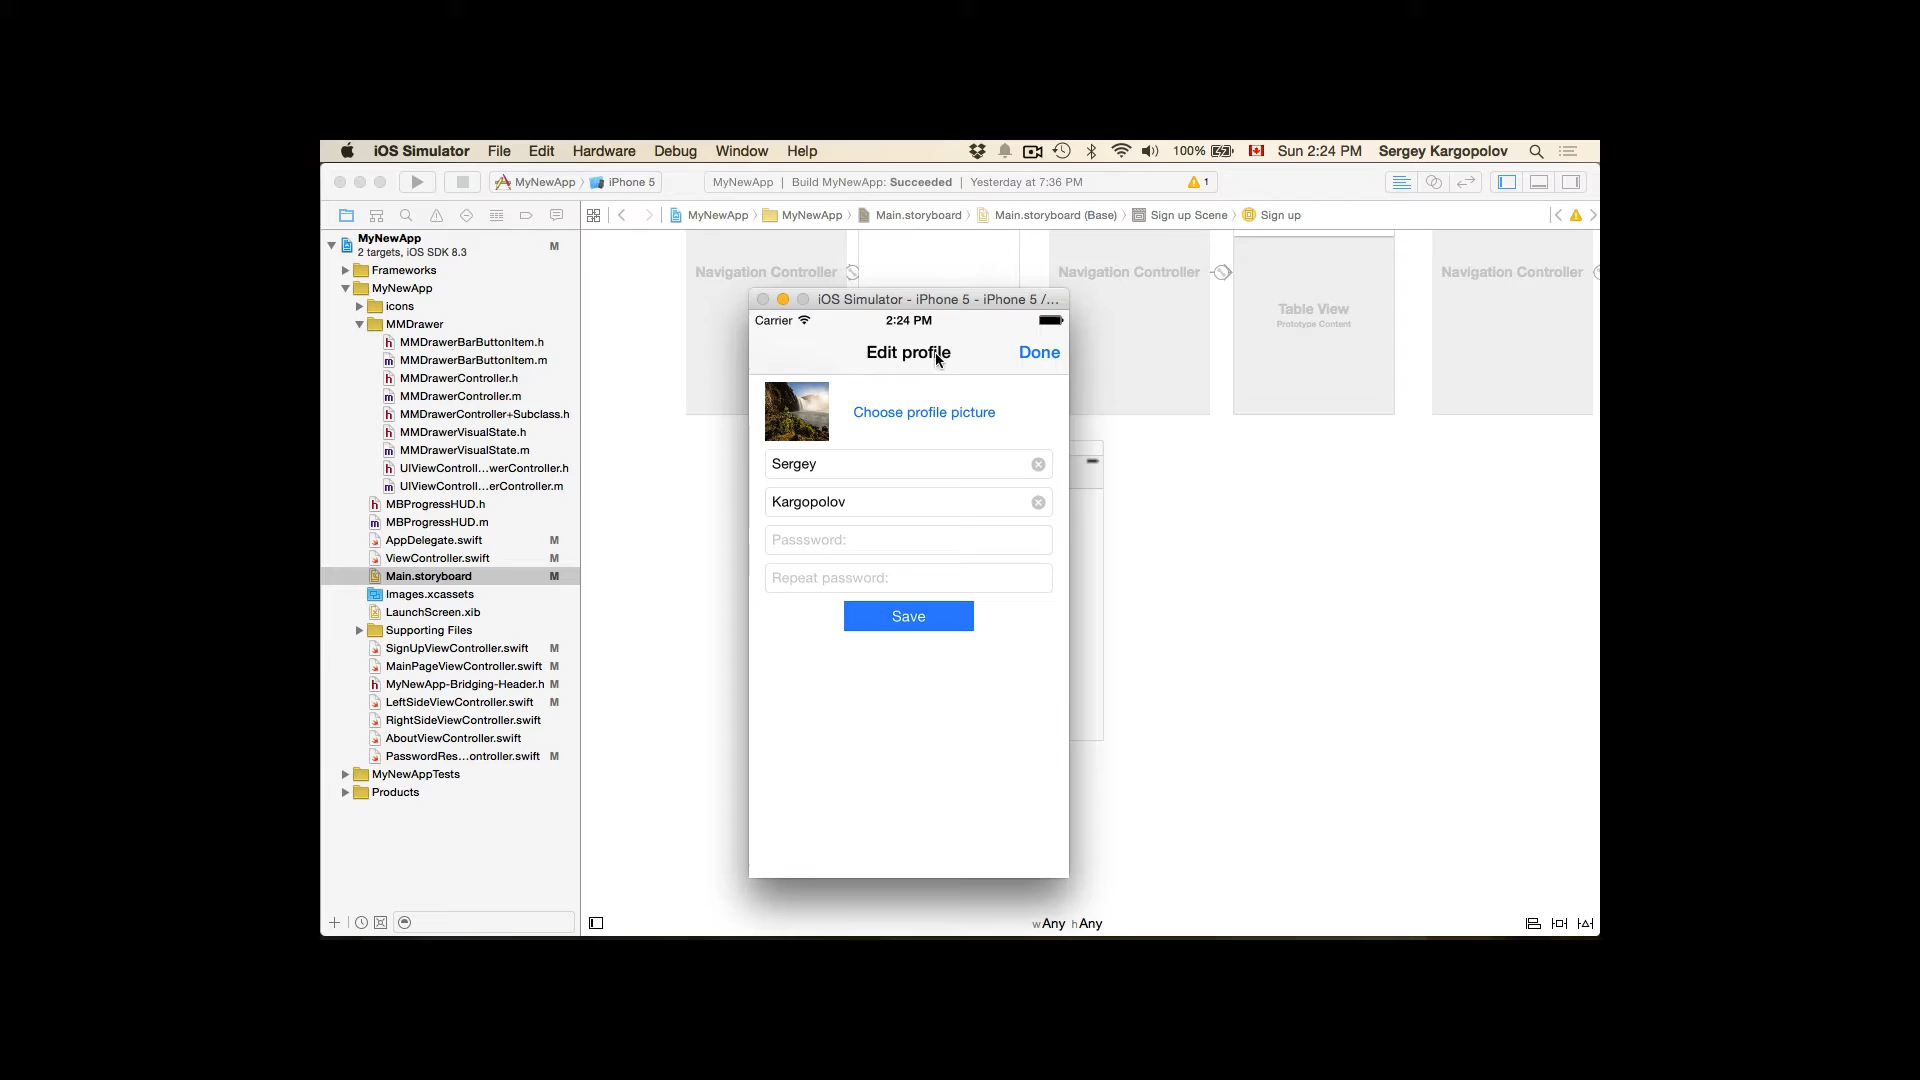 iOS Simulator File Edit Hardware Debug Window Help 100% Sun 2:24 PM Sergey Kargopolov
MyNewApp iPhone 5 MyNewApp | Build MyNewApp: Succeeded | Yesterday at 7:36 PM 1
MyNewApp MyNewApp Main.storyboard Main.storyboard (Base) Sign up Scene Sign up
MyNewApp M
2 targets, iOS SDK 8.3
Frameworks
MyNewApp
icons
MMDrawer
MMDrawerBarButtonItem.h
MMDrawerBarButtonItem.m
MMDrawerController.h
MMDrawerController.m
MMDrawerController+Subclass.h
MMDrawerVisualState.h
MMDrawerVisualState.m
UIViewControll...werController.h
UIViewControll...erController.m
MBProgressHUD.h
MBProgressHUD.m
AppDelegate.swift M
ViewController.swift M
Main.storyboard M
Images.xcassets
LaunchScreen.xib
Supporting Files
SignUpViewController.swift M
MainPageViewController.swift M
MyNewApp-Bridging-Header.h M
LeftSideViewController.swift M
RightSideViewController.swift
AboutViewController.swift
PasswordRes...ontroller.swift M
MyNewAppTests
Products
Navigation Controller
Navigation Controller
Table View
Prototype Content
Navigation Controller
iOS Simulator - iPhone 5 - iPhone 5 /...
Carrier 2:24 PM
Edit profile Done
Choose profile picture
Sergey
Kargopolov
Passsword:
Repeat password:
Save
wAny hAny